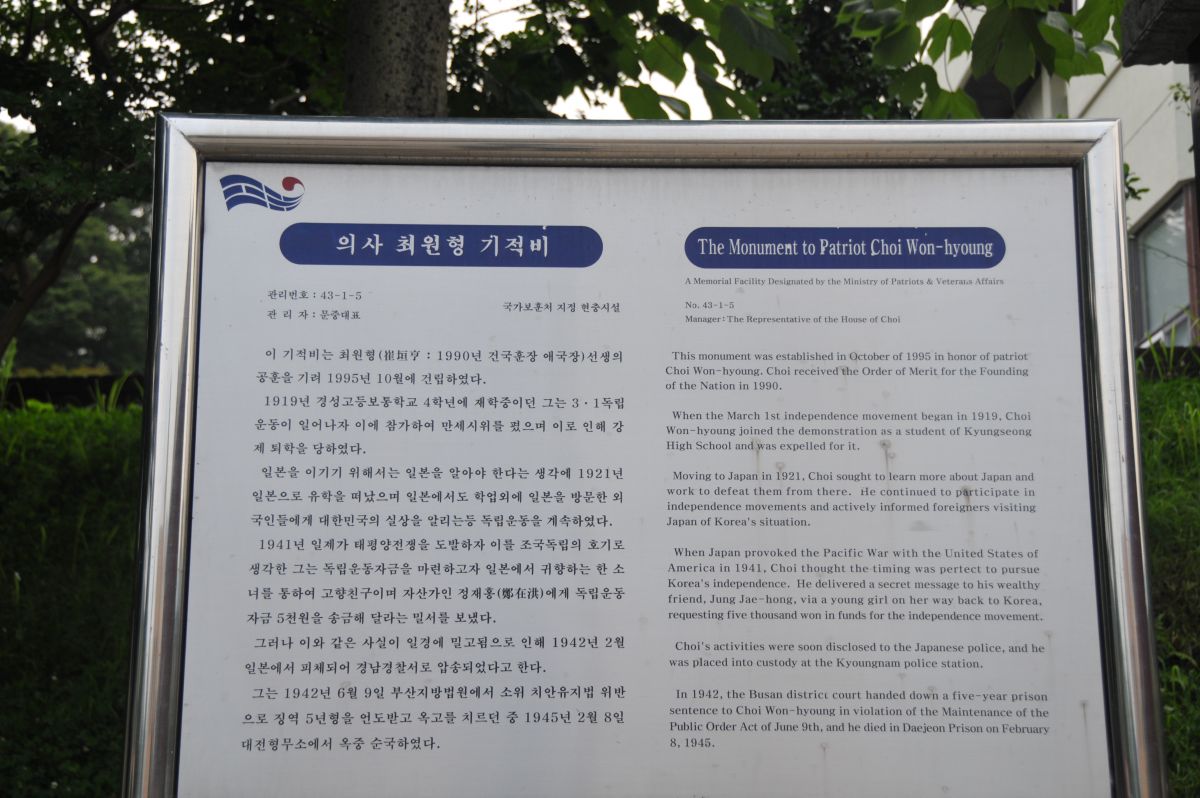 의사 최원형 기적비
관리번호 : 43-1-5
관 리 자 : 문중대표
국가보훈처 지정 현충시설
이 기적비는 최원형(崔垣亨 : 1990년 건국훈장 애국장)선생의
공훈을 기려 1995년 10월에 건립하였다.
1919년 경성고등보통학교 4학년에 재학중이던 그는 3·1독립
운동이 일어나자 이에 참가하여 만세시위를 폈으며 이로 인해 강
제 퇴학을 당하였다.
일본을 이기기 위해서는 일본을 알아야 한다는 생각에 1921년
일본으로 유학을 떠났으며 일본에서도 학업외에 일본을 방문한 외
국인들에게 대한민국의 실상을 알리는등 독립운동을 계속하였다.
1941년 일제가 태평양전쟁을 도발하자 이를 조국독립의 호기로
생각한 그는 독립운동자금을 마련하고자 일본에서 귀향하는 한 소
녀를 통하여 고향친구이며 자산가인 정재홍(鄭在洪)에게 독립운동
자금 5천원을 송금해 달라는 밀서를 보냈다.
그러나 이와 같은 사실이 일경에 밀고됨으로 인해 1942년 2월
일본에서 피체되어 경남경찰서로 압송되었다고 한다.
그는 1942년 6월 9일 부산지방법원에서 소위 치안유지법 위반
으로 징역 5년형을 언도받고 옥고를 치르던 중 1945년 2월 8일
대전형무소에서 옥중 순국하였다.
The Monument to Patriot Choi Won-hyoung
A Memorial Facility Designated by the Ministry of Patriots & Veterans Affairs
No. 43-1-5
Manager : The Representative of the House of Choi
This monument was established in October of 1995 in honor of patriot
Choi Won-hyoung. Choi received the Order of Merit for the Founding
of the Nation in 1990.
When the March 1st independence movement began in 1919, Choi
Won-hyoung joined the demonstration as a student of Kyungseong
High School and was expelled for it.
Moving to Japan in 1921, Choi sought to learn more about Japan and
work to defeat them from there. He continued to participate in
independence movements and actively informed foreigners visiting
Japan of Korea's situation.
When Japan provoked the Pacific War with the United States of
America in 1941, Choi thought the timing was pertect to pursue
Korea's independence. He delivered a secret message to his wealthy
friend, Jung Jae-hong, via a young girl on her way back to Korea,
requesting five thousand won in funds for the independence movement.
Choi's activities were soon disclosed to the Japanese police, and he
was placed into custody at the Kyoungnam police station.
In 1942, the Busan district court handed down a five-year prison
sentence to Choi Won-hyoung in violation of the Maintenance of the
Public Order Act of June 9th, and he died in Daejeon Prison on February
8, 1945.